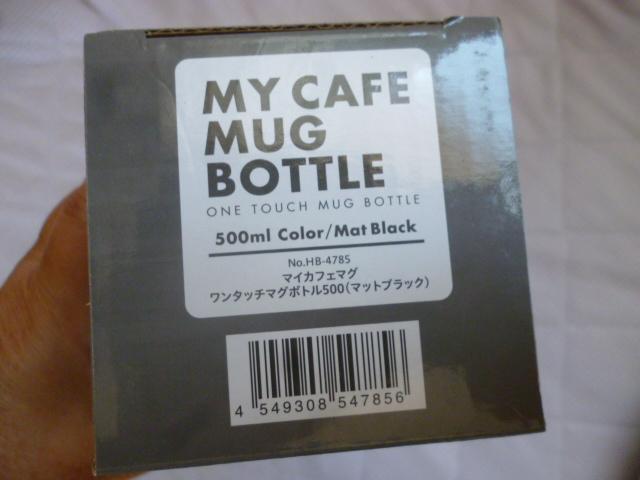 MY CAFE
MUG
BOTTLE
ONE TOUCH MUG BOTTLE
500ml Color/Mat Black
No.HB-4785
マイカフェマグ
ワンタッチマグボトル500(マットブラック)
4 549308 547856